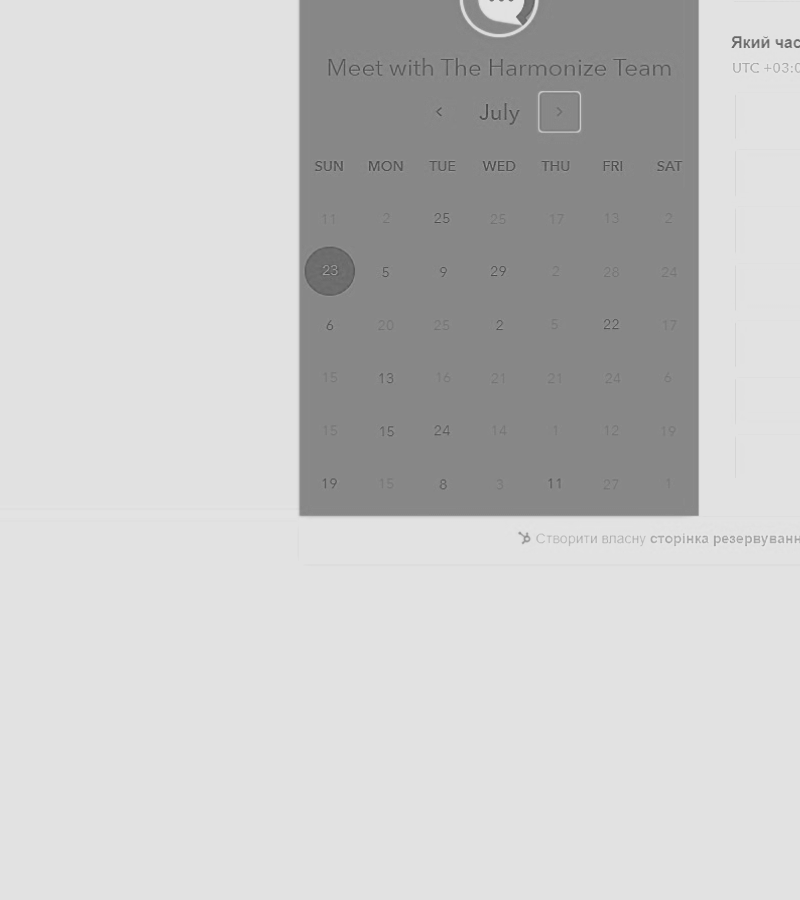 Meet with The Harmonize Team
July
SUN MON TUE WED THU FRI SAT
11 2 25 25 17 13 2
23 5 9 29 2 28 24
6 20 25 2 5 22 17
15 13 16 21 21 24 6
15 15 24 14 1 12 19
19 15 8 3 11 27 1
Який час
UTC +03:0
Створити власну сторінка резервуванн